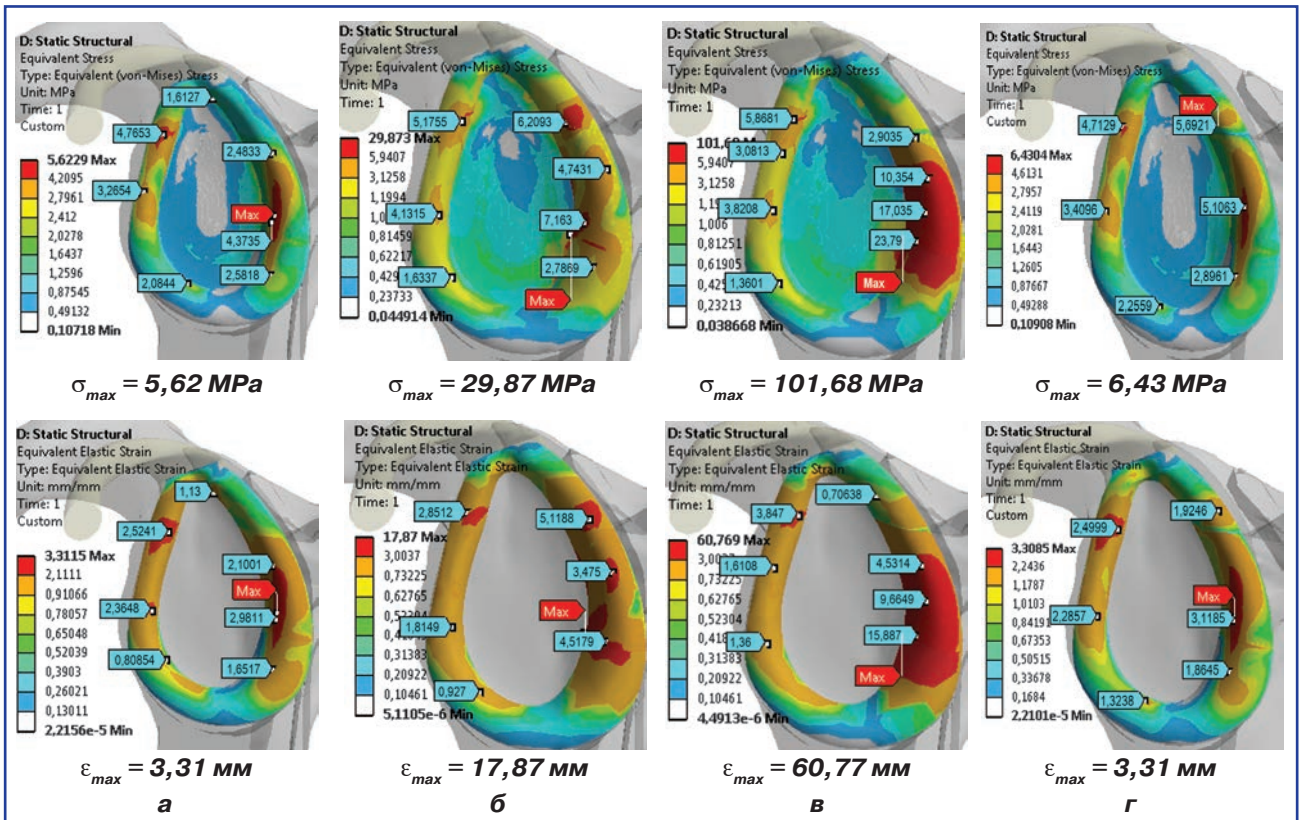 D: Static Structural
Equivalent Stress
Type: Equivalent (von-Mises) Stress
Unit: MPa
Time: 1
Custom
1,6127
4,7653
2,4833
3,2654
Max
4,3735
2,5818
2,0844
5,6229 Max
4,2095
2,7961
2,412
2,0278
1,6437
1,2596
0,87545
0,49132
0,10718 Min
σmax = 5,62 MPa
D: Static Structural
Equivalent Stress
Type: Equivalent (von-Mises) Stress
Unit: MPa
Time: 1
5,1755
6,2093
4,7431
4,1315
7,163
2,7869
1,6337
Max
29,873 Max
5,9407
3,1258
1,1994
0,81459
0,62217
0,23733
0,044914 Min
σmax = 29,87 MPa
D: Static Structural
Equivalent Stress
Type: Equivalent (von-Mises) Stress
Unit: MPa
Time: 1
5,8681
2,9035
3,0813
10,354
3,8208
17,035
23,79
1,3601
Max
101,68 Max
5,9407
3,1258
1,006
0,81251
0,61905
0,23213
0,038668 Min
σmax = 101,68 MPa
D: Static Structural
Equivalent Stress
Type: Equivalent (von-Mises) Stress
Unit: MPa
Time: 1
Custom
Max
4,7129
5,6921
3,4096
5,1063
2,8961
2,2559
6,4304 Max
4,6131
2,7957
2,4119
2,0281
1,6443
1,2605
0,87667
0,49288
0,10908 Min
σmax = 6,43 MPa
D: Static Structural
Equivalent Elastic Strain
Type: Equivalent Elastic Strain
Unit: mm/mm
Time: 1
Custom
1,13
2,5241
2,1001
Max
2,3648
2,9811
0,80854
1,6517
3,3115 Max
2,1111
0,91066
0,78057
0,65048
0,52039
0,3903
0,26021
0,13011
2,2156e-5 Min
εmax = 3,31 мм
а
D: Static Structural
Equivalent Elastic Strain
Type: Equivalent Elastic Strain
Unit: mm/mm
Time: 1
2,8512
5,1188
3,475
Max
1,8149
4,5179
0,927
17,87 Max
3,0037
0,73225
0,62765
0,52304
0,31383
0,20922
0,10461
5,1105e-6 Min
εmax = 17,87 мм
б
D: Static Structural
Equivalent Elastic Strain
Type: Equivalent Elastic Strain
Unit: mm/mm
Time: 1
0,70638
3,847
1,6108
4,5314
9,6649
1,36
15,887
Max
60,769 Max
0,73225
0,62765
0,52304
0,31383
0,20922
0,10461
4,4913e-6 Min
εmax = 60,77 мм
в
D: Static Structural
Equivalent Elastic Strain
Type: Equivalent Elastic Strain
Unit: mm/mm
Time: 1
Custom
1,9246
2,4999
Max
2,2857
3,1185
1,8645
1,3238
3,3085 Max
2,2436
1,1787
1,0103
0,84191
0,67353
0,50515
0,33678
0,1684
2,2101e-5 Min
εmax = 3,31 мм
г